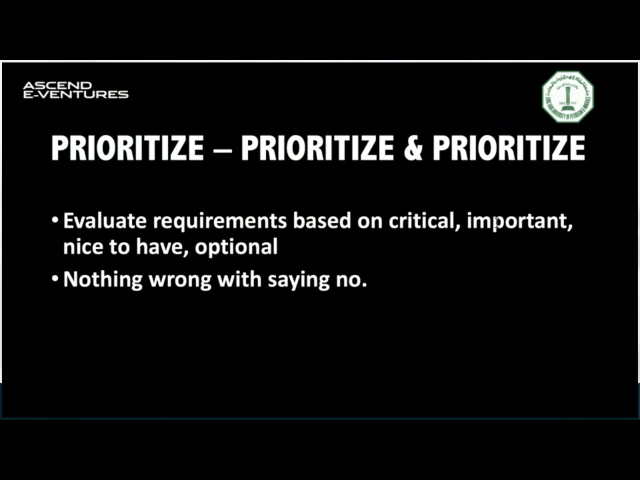 ASCEND
E-VENTURES
PRIORITIZE – PRIORITIZE & PRIORITIZE
• Evaluate requirements based on critical, important,
nice to have, optional
• Nothing wrong with saying no.